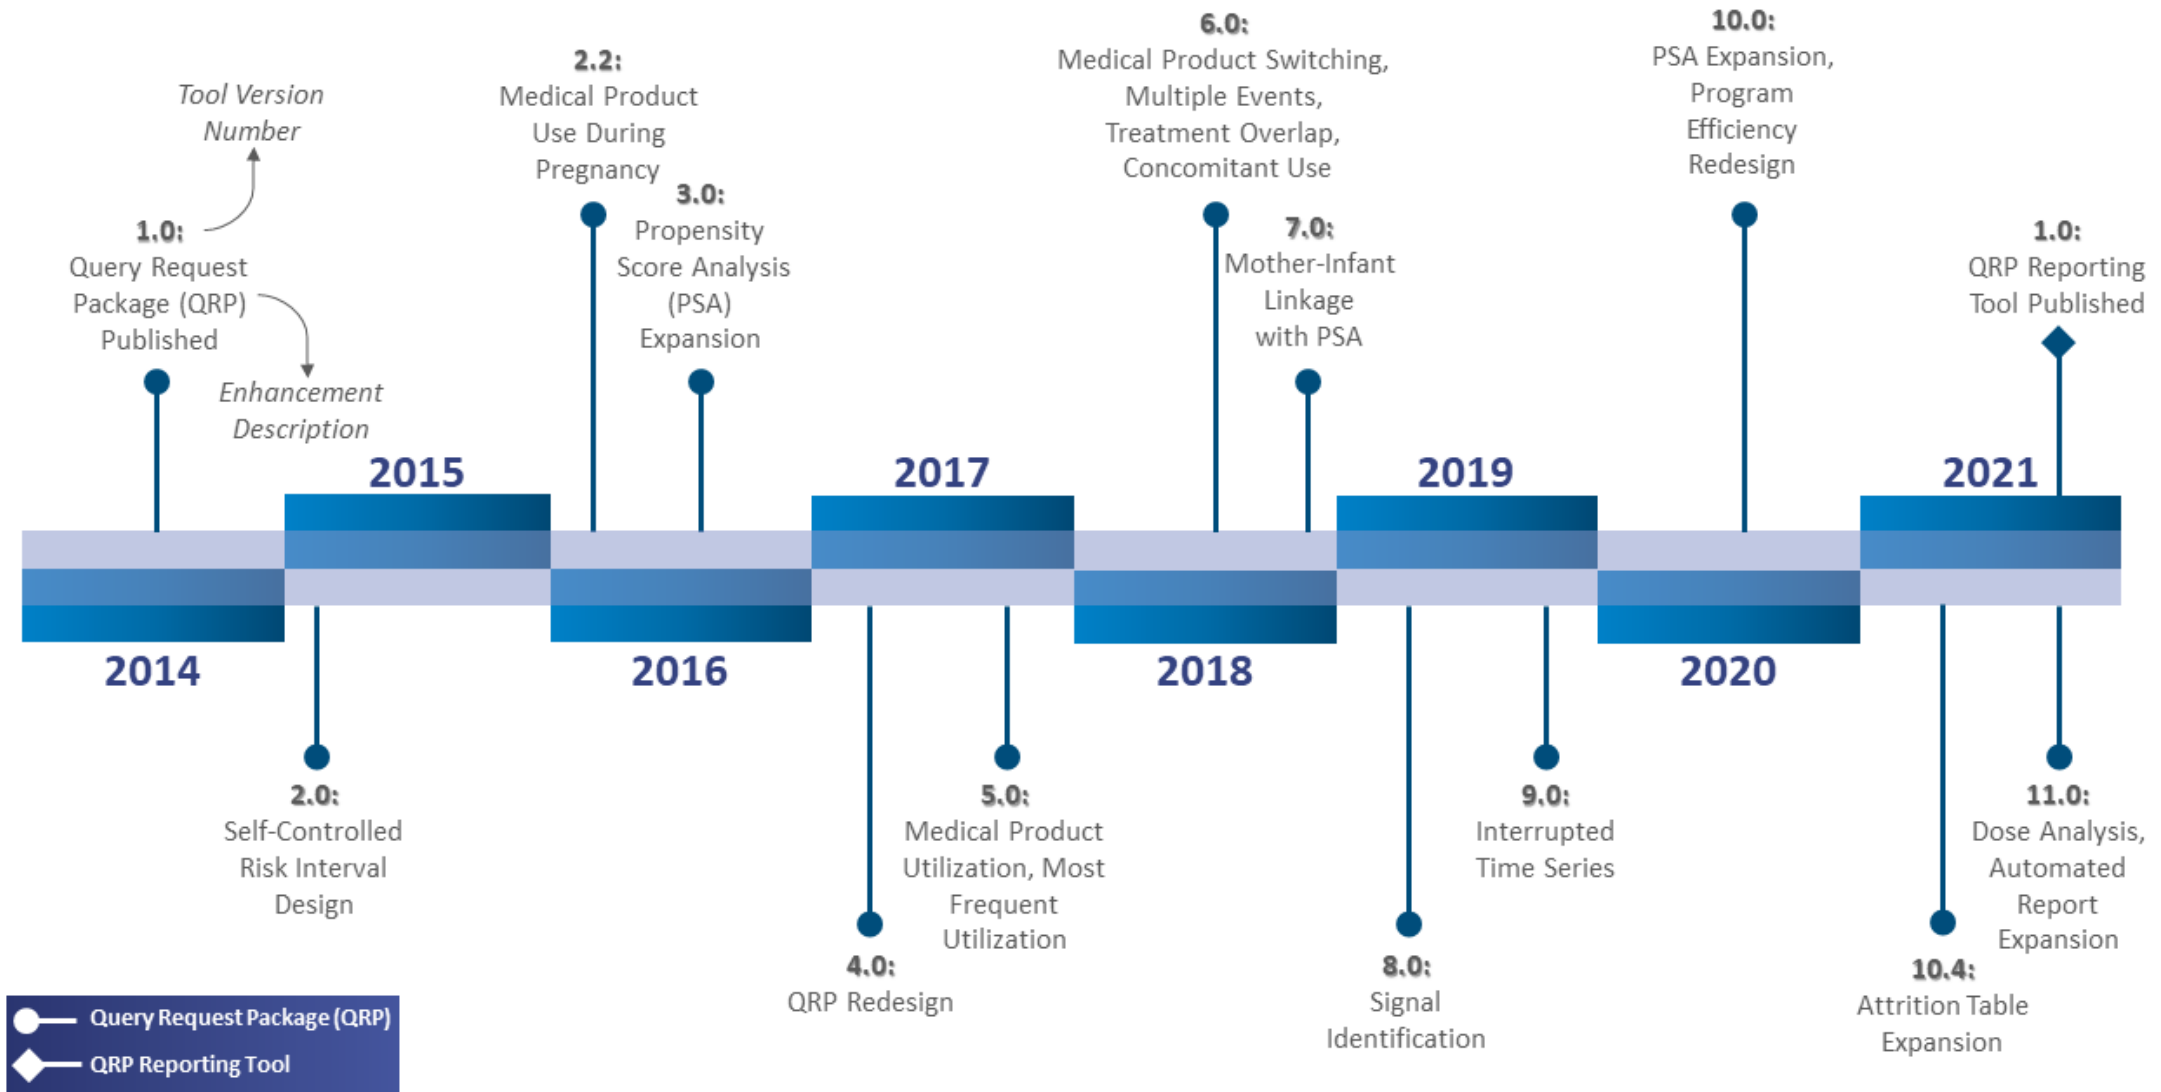 Tool Version
Number
1.0:
Query Request
Package (QRP)
Published
Enhancement
Description
2.2:
Medical Product
Use During
Pregnancy
3.0:
Propensity
Score Analysis
(PSA)
Expansion
6.0:
Medical Product Switching,
Multiple Events,
Treatment Overlap,
Concomitant Use
7.0:
Mother-Infant
Linkage
with PSA
10.0:
PSA Expansion,
Program
Efficiency
Redesign
1.0:
QRP Reporting
Tool Published
2015
2017
2019
2021
2014
2016
2018
2020
2.0:
Self-Controlled
Risk Interval
Design
4.0:
QRP Redesign
5.0:
Medical Product
Utilization, Most
Frequent
Utilization
8.0:
Signal
Identification
9.0:
Interrupted
Time Series
10.4:
Attrition Table
Expansion
11.0:
Dose Analysis,
Automated
Report
Expansion
Query Request Package (QRP)
QRP Reporting Tool